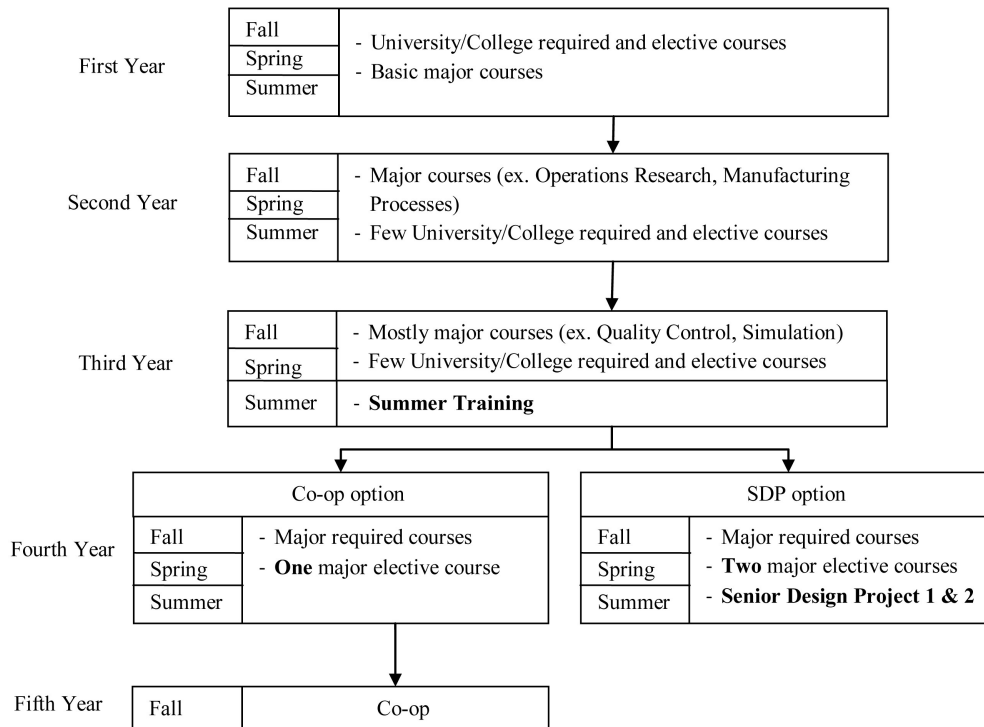 First Year
Fall
Spring
Summer
- University/College required and elective courses
- Basic major courses
Second Year
Fall
Spring
Summer
- Major courses (ex. Operations Research, Manufacturing
Processes)
- Few University/College required and elective courses
Third Year
Fall
Spring
- Mostly major courses (ex. Quality Control, Simulation)
- Few University/College required and elective courses
Summer
- Summer Training
Fourth Year
Co-op option
Fall
Spring
Summer
- Major required courses
- One major elective course
SDP option
Fall
Spring
Summer
- Major required courses
- Two major elective courses
- Senior Design Project 1 & 2
Fifth Year
Fall
Co-op